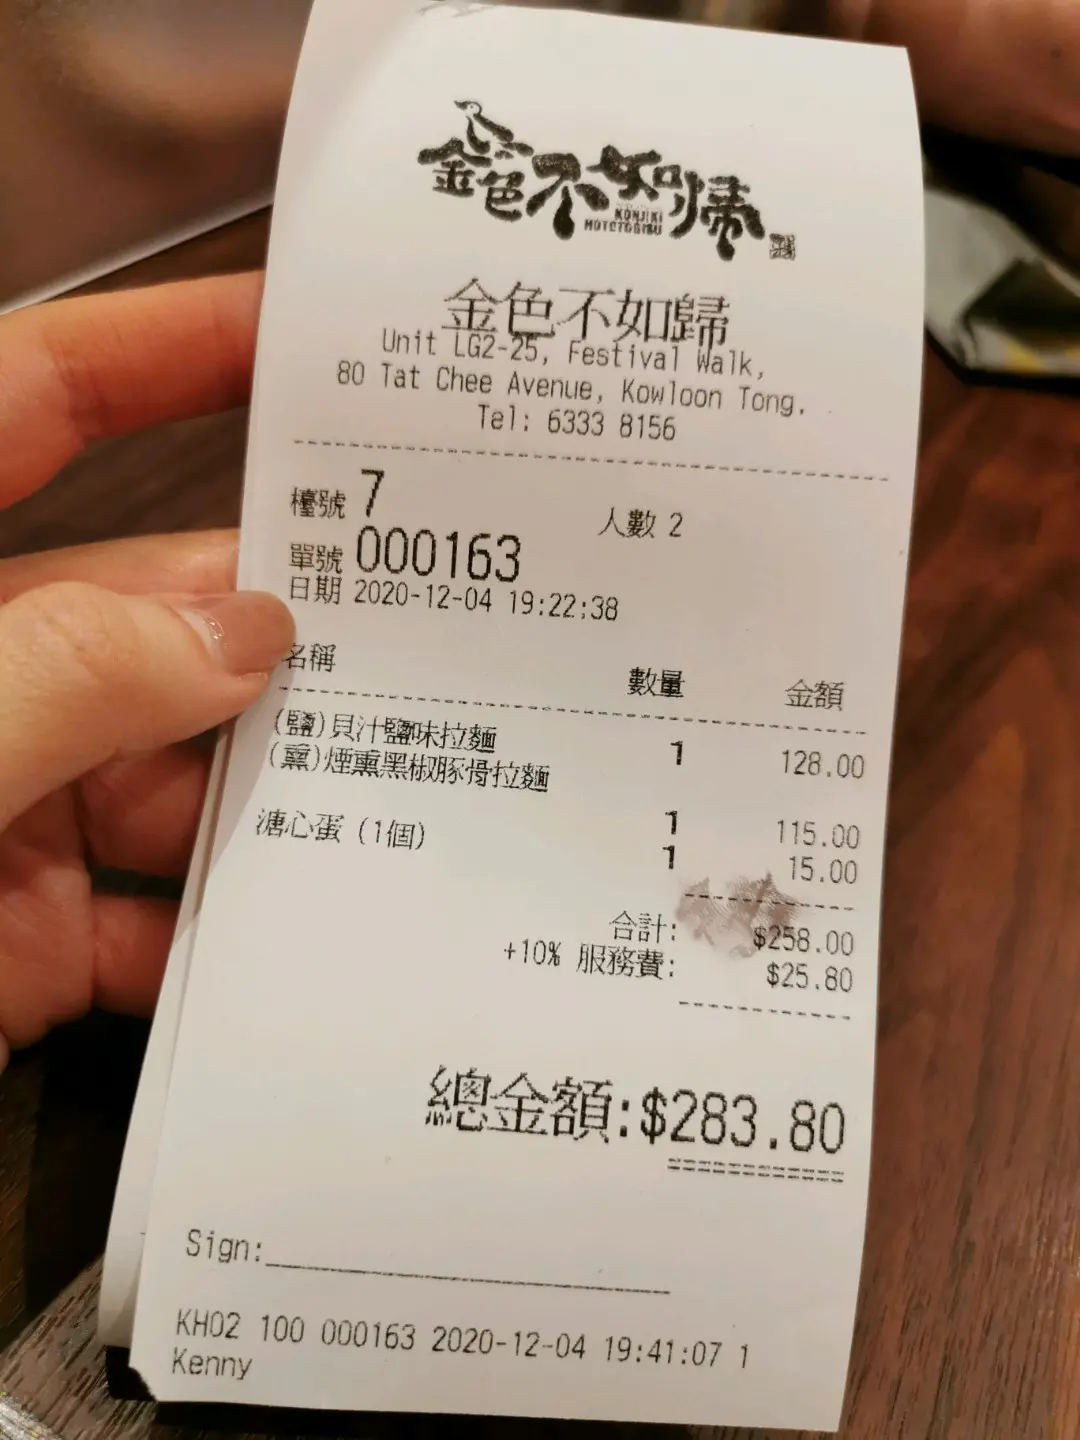 金色不如帰
KONJIKI
HOTOTOGISU
金色不如歸
Unit LG2-25, Festival Walk,
80 Tat Chee Avenue, Kowloon Tong.
Tel: 6333 8156
檯號 7 人數 2
單號 000163
日期 2020-12-04 19:22:38
名稱 數量 金額
(鹽)貝汁鹽味拉麵 1 128.00
(薰)煙薰黑椒豚骨拉麵
1 115.00
溏心蛋 (1個) 1 15.00
合計: $258.00
+10% 服務費: $25.80
總金額:$283.80
Sign:
KH02 100 000163 2020-12-04 19:41:07 1
Kenny